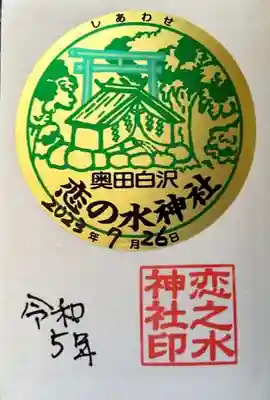 しあわせ
奥田白沢
恋の水神社
2023年9月26日
令和
5年
恋之水
神社印